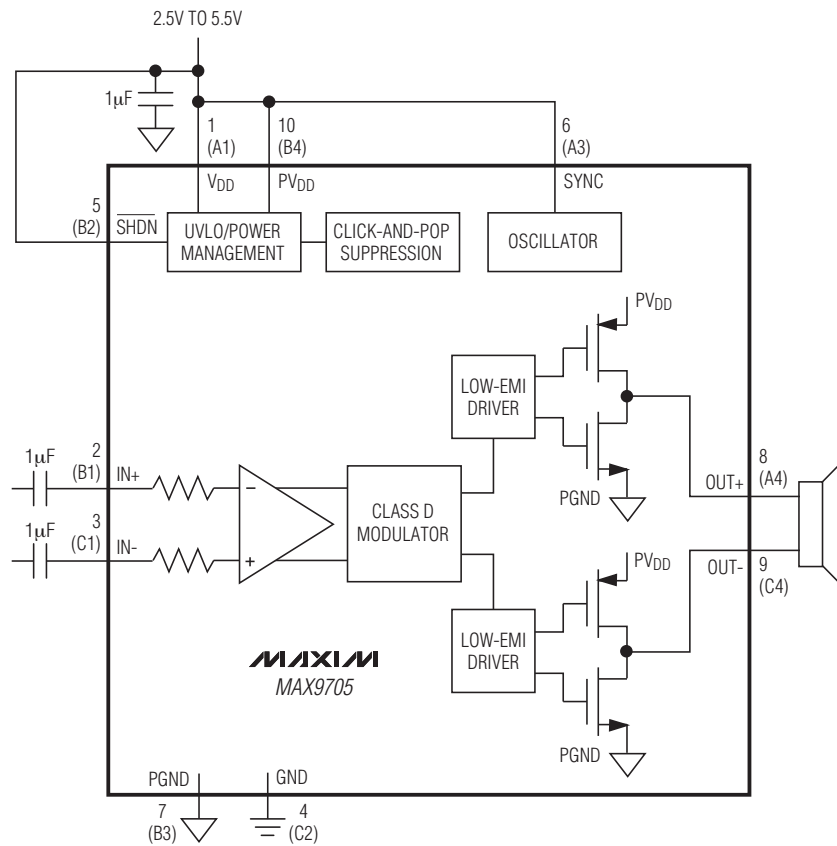 2.5V TO 5.5V
1μF
1
(A1)
10
(B4)
6
(A3)
VDD
PVDD
SYNC
5
(B2)
SHDN
UVLO/POWER
MANAGEMENT
CLICK-AND-POP
SUPPRESSION
OSCILLATOR
PVDD
LOW-EMI
DRIVER
1μF
2
(B1)
IN+
−
CLASS D
MODULATOR
PGND
OUT+
8
(A4)
1μF
3
(C1)
IN-
+
PVDD
OUT-
9
(C4)
LOW-EMI
DRIVER
MAXIM
MAX9705
PGND
PGND
GND
7
(B3)
4
(C2)